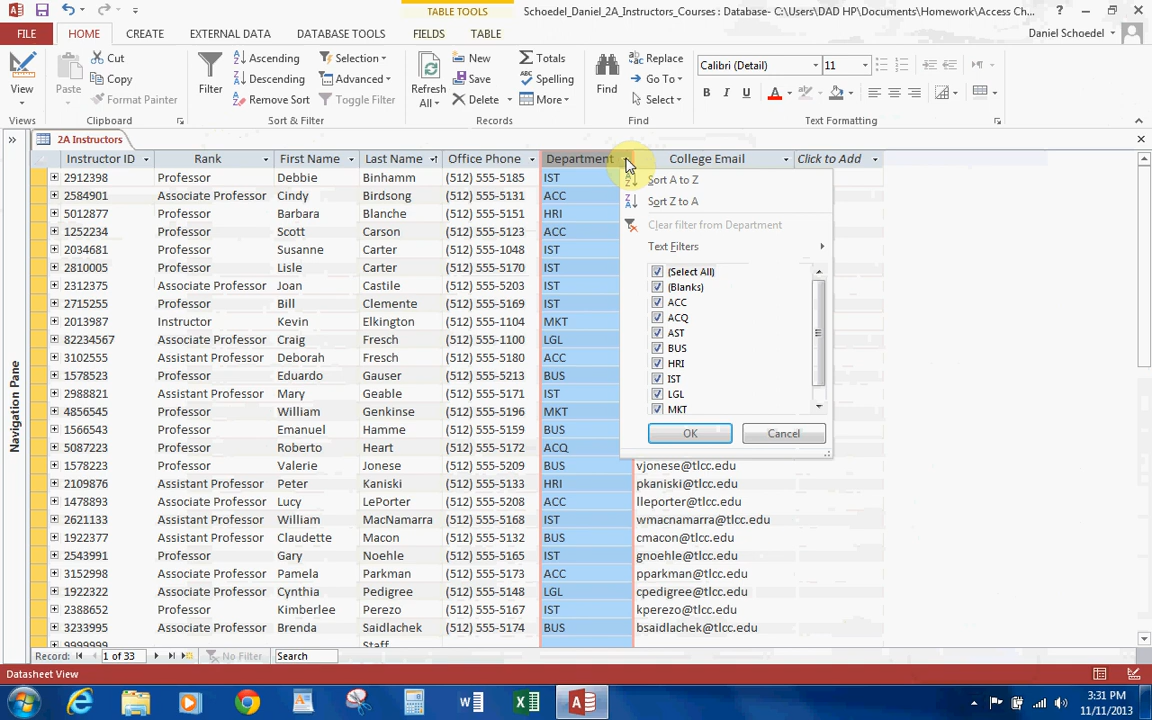 TABLE TOOLS Schoedel_Daniel_2A_Instructors_Courses : Database- C:\Users\DAD HP\Documents\Homework\Access Ch... ?
FILE HOME CREATE EXTERNAL DATA DATABASE TOOLS FIELDS TABLE Daniel Schoedel
View Paste Cut Copy Format Painter
Filter Ascending Descending Remove Sort Selection Advanced Toggle Filter
Refresh All New Save Delete Totals Spelling More
Find Replace Go To Select
Calibri (Detail) 11
B I U A
Views Clipboard Sort & Filter Records Find Text Formatting
2A Instructors
Navigation Pane
Instructor ID Rank First Name Last Name Office Phone Department College Email Click to Add
2912398 Professor Debbie Binhamm (512) 555-5185 IST
2584901 Associate Professor Cindy Birdsong (512) 555-5131 ACC
5012877 Professor Barbara Blanche (512) 555-5151 HRI
1252234 Professor Scott Carson (512) 555-5123 ACC
2034681 Professor Susanne Carter (512) 555-1048 IST
2810005 Professor Lisle Carter (512) 555-5170 IST
2312375 Associate Professor Joan Castile (512) 555-5203 IST
2715255 Professor Bill Clemente (512) 555-5169 IST
2013987 Instructor Kevin Elkington (512) 555-1104 MKT
82234567 Associate Professor Craig Fresch (512) 555-1100 LGL
3102555 Assistant Professor Deborah Fresch (512) 555-5180 ACC
1578523 Professor Eduardo Gauser (512) 555-5213 BUS
2988821 Assistant Professor Mary Geable (512) 555-5171 IST
4856545 Professor William Genkinse (512) 555-5196 MKT
1566543 Professor Emanuel Hamme (512) 555-5159 BUS
5087223 Professor Roberto Heart (512) 555-5172 ACQ
1578223 Professor Valerie Jonese (512) 555-5209 BUS vjonese@tlcc.edu
2109876 Assistant Professor Peter Kaniski (512) 555-5133 HRI pkaniski@tlcc.edu
1478893 Associate Professor Lucy LePorter (512) 555-5208 ACC lleporter@tlcc.edu
2621133 Assistant Professor William MacNamarra (512) 555-5168 IST wmacnamarra@tlcc.edu
1922377 Assistant Professor Claudette Macon (512) 555-5132 BUS cmacon@tlcc.edu
2543991 Professor Gary Noehle (512) 555-5165 IST gnoehle@tlcc.edu
3152998 Associate Professor Pamela Parkman (512) 555-5173 ACC pparkman@tlcc.edu
1922322 Associate Professor Cynthia Pedigree (512) 555-5148 LGL cpedigree@tlcc.edu
2388652 Professor Kimberlee Perezo (512) 555-5167 IST kperezo@tlcc.edu
3233995 Associate Professor Brenda Saidlachek (512) 555-5174 BUS bsaidlachek@tlcc.edu
9999999 Staff
Sort A to Z
Sort Z to A
Clear filter from Department
Text Filters
(Select All)
(Blanks)
ACC
ACQ
AST
BUS
HRI
IST
LGL
MKT
OK Cancel
Record: 1 of 33 No Filter Search
Datasheet View
3:31 PM
11/11/2013